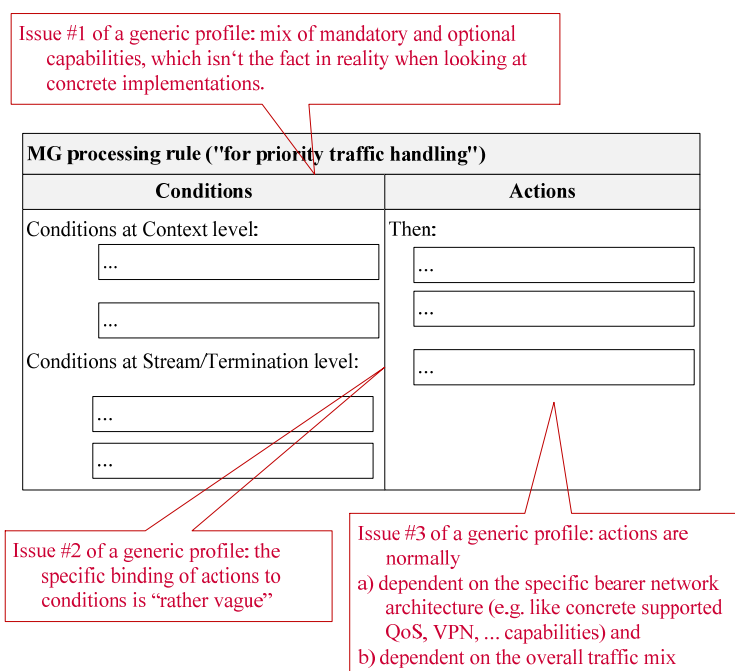 Issue #1 of a generic profile: mix of mandatory and optional
capabilities, which isn‘t the fact in reality when looking at
concrete implementations.
MG processing rule ("for priority traffic handling")
Conditions
Actions
Conditions at Context level:
...
...
Conditions at Stream/Termination level:
...
...
Then:
...
...
...
Issue #2 of a generic profile: the
specific binding of actions to
conditions is “rather vague”
Issue #3 of a generic profile: actions are
normally
a) dependent on the specific bearer network
architecture (e.g. like concrete supported
QoS, VPN, ... capabilities) and
b) dependent on the overall traffic mix